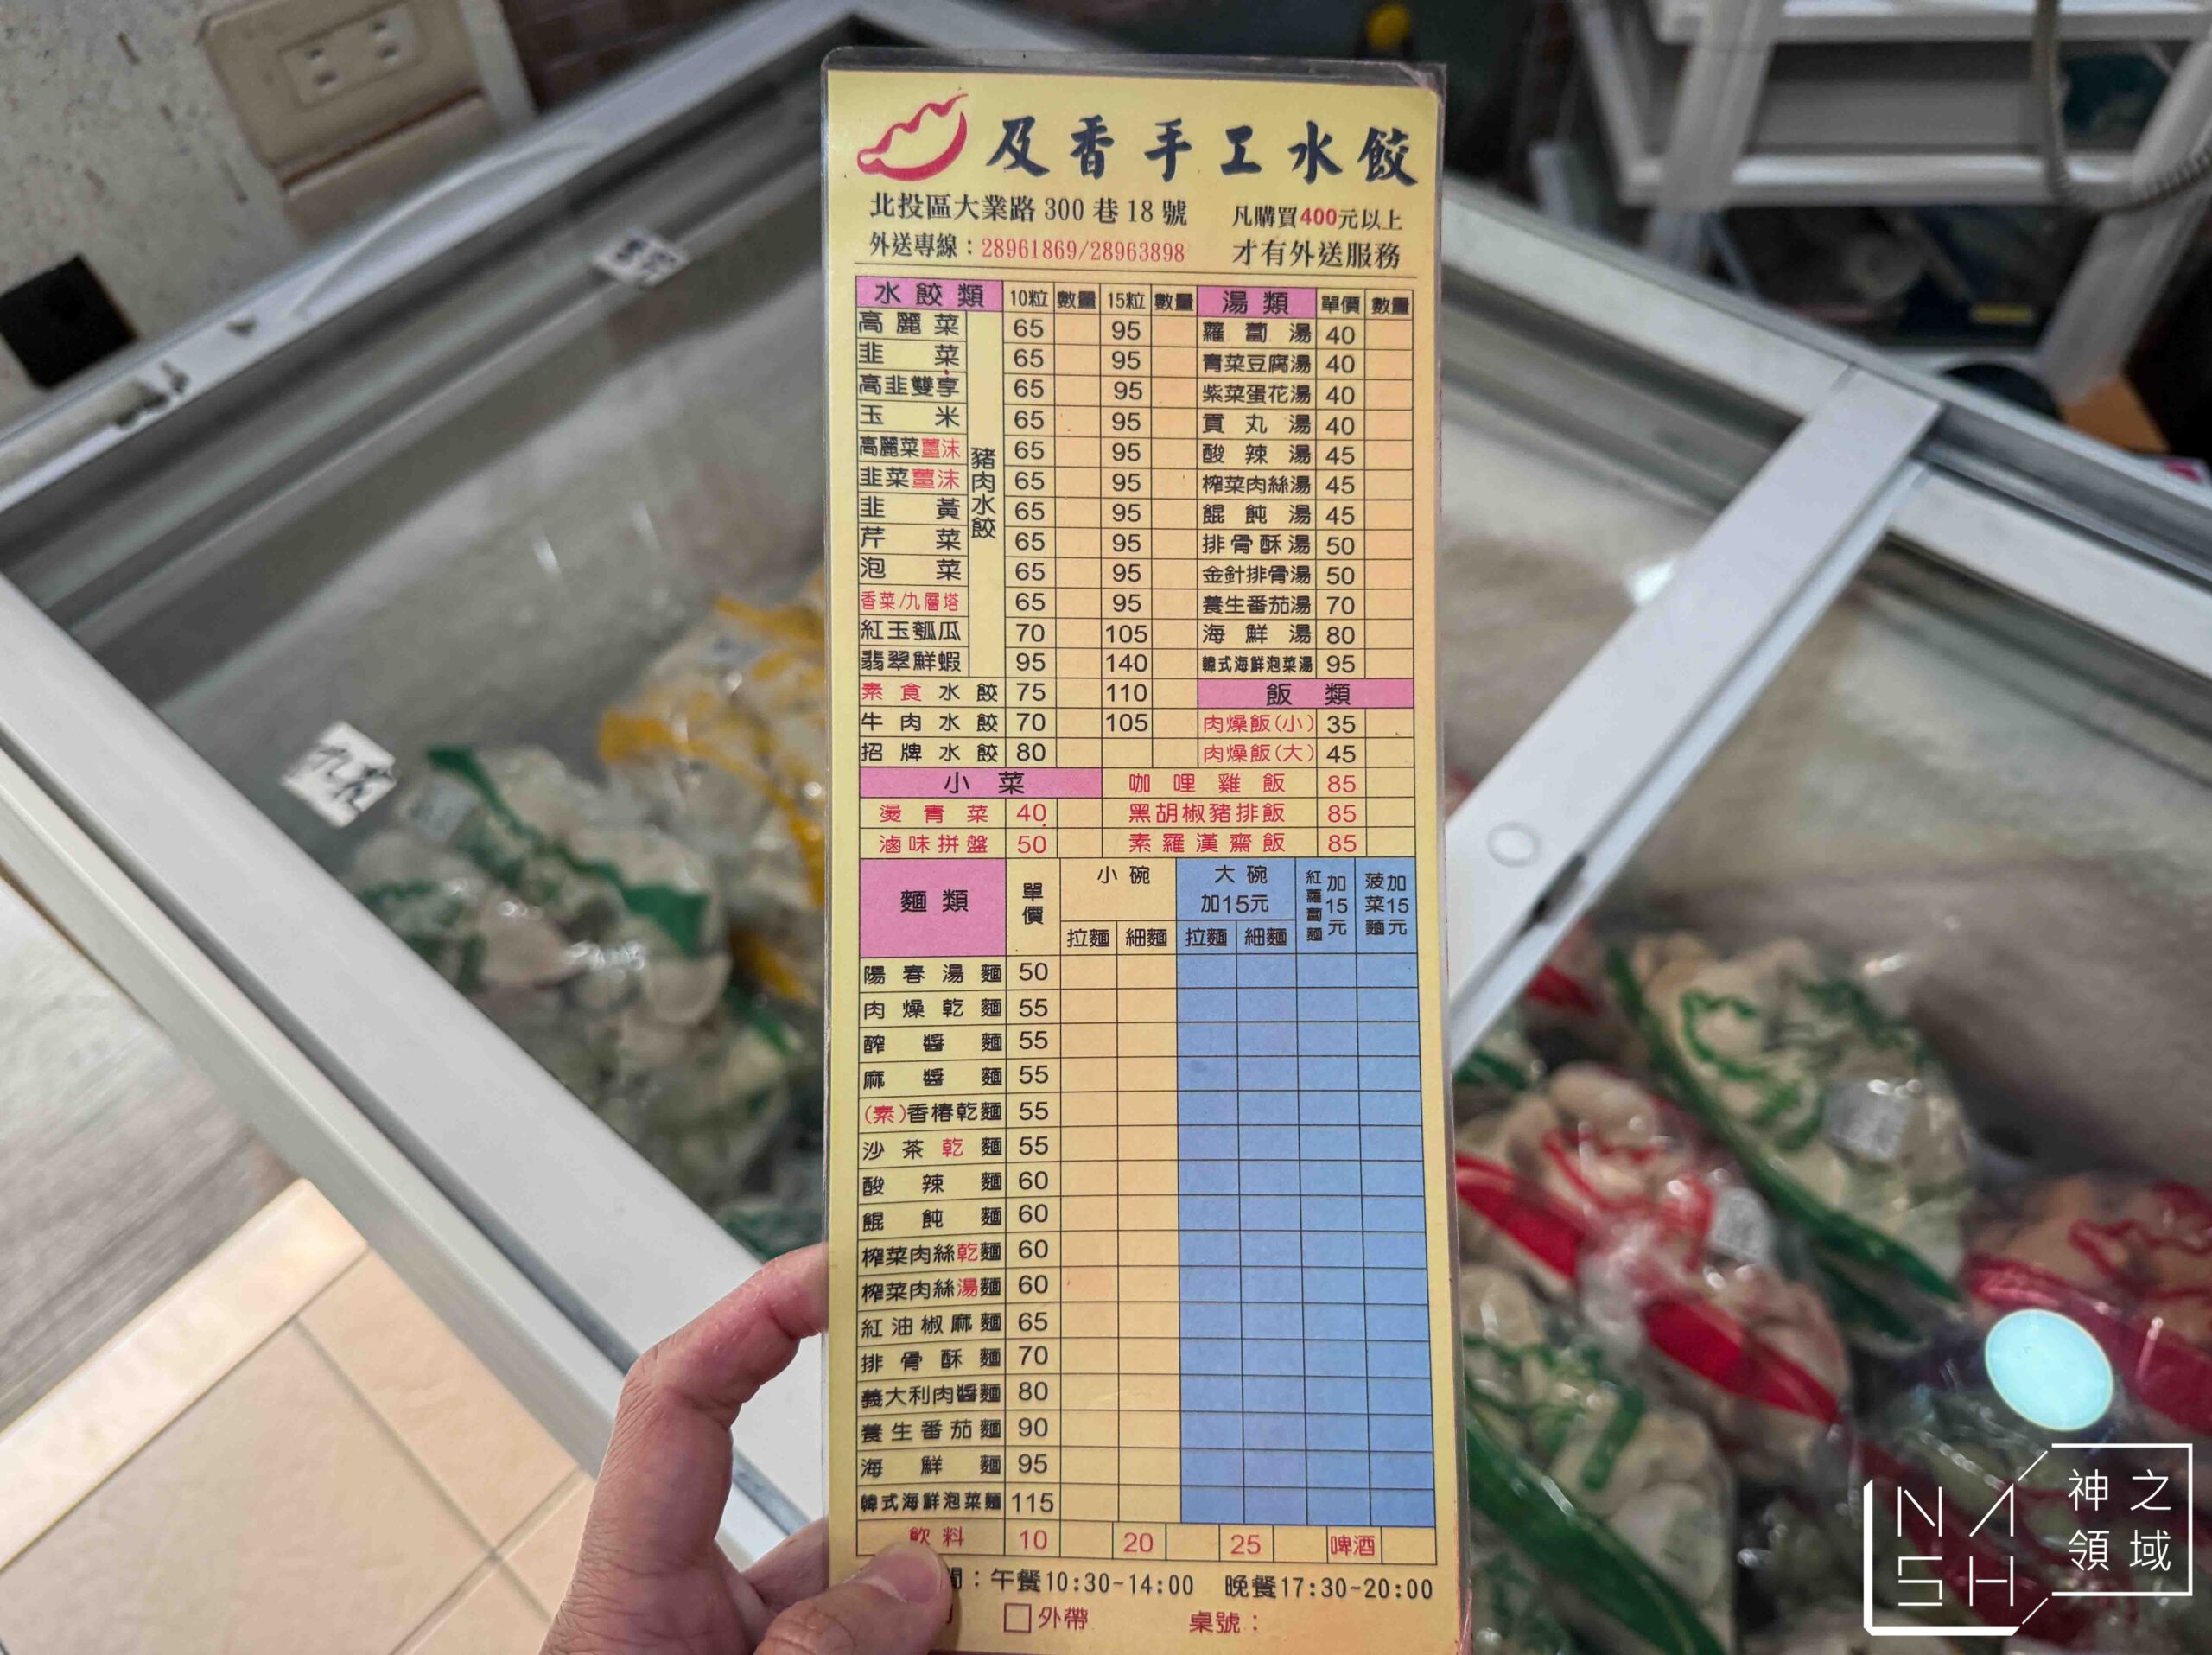 及香手工水餃
北投區大業路300巷18號
外送專線：28961869/28963898
凡購買400元以上
才有外送服務
水餃類 10粒 數量 15粒 數量 湯類 單價 數量
高麗菜 65 95 蘿蔔湯 40
韭菜 65 95 青菜豆腐湯 40
高韭雙享 65 95 紫菜蛋花湯 40
玉米 65 95 貢丸湯 40
高麗菜薑沫 65 95 酸辣湯 45
韭菜薑沫 65 95 榨菜肉絲湯 45
韭黃 65 95 餛飩湯 45
芹菜 65 95 排骨酥湯 50
泡菜 65 95 金針排骨湯 50
香菜/九層塔 65 95 養生番茄湯 70
紅玉瓠瓜 70 105 海鮮湯 80
翡翠鮮蝦 95 140 韓式海鮮泡菜湯 95
豬肉水餃
素食水餃 75 110 飯類
牛肉水餃 70 105 肉燥飯(小) 35
招牌水餃 80 肉燥飯(大) 45
小菜 咖哩雞飯 85
燙青菜 40 黑胡椒豬排飯 85
滷味拼盤 50 素羅漢齋飯 85
麵類 單價 小碗 大碗 加15元 紅蘿蔔麵 加15元 菠菜麵 加15元
拉麵 細麵 拉麵 細麵
陽春湯麵 50
肉燥乾麵 55
醡醬麵 55
麻醬麵 55
(素)香椿乾麵 55
沙茶乾麵 55
酸辣麵 60
餛飩麵 60
榨菜肉絲乾麵 60
榨菜肉絲湯麵 60
紅油椒麻麵 65
排骨酥麵 70
義大利肉醬麵 80
養生番茄麵 90
海鮮麵 95
韓式海鮮泡菜麵 115
飲料 10 20 25 啤酒
間：午餐10:30~14:00 晚餐17:30~20:00
外帶 桌號：
NASH
神之領域